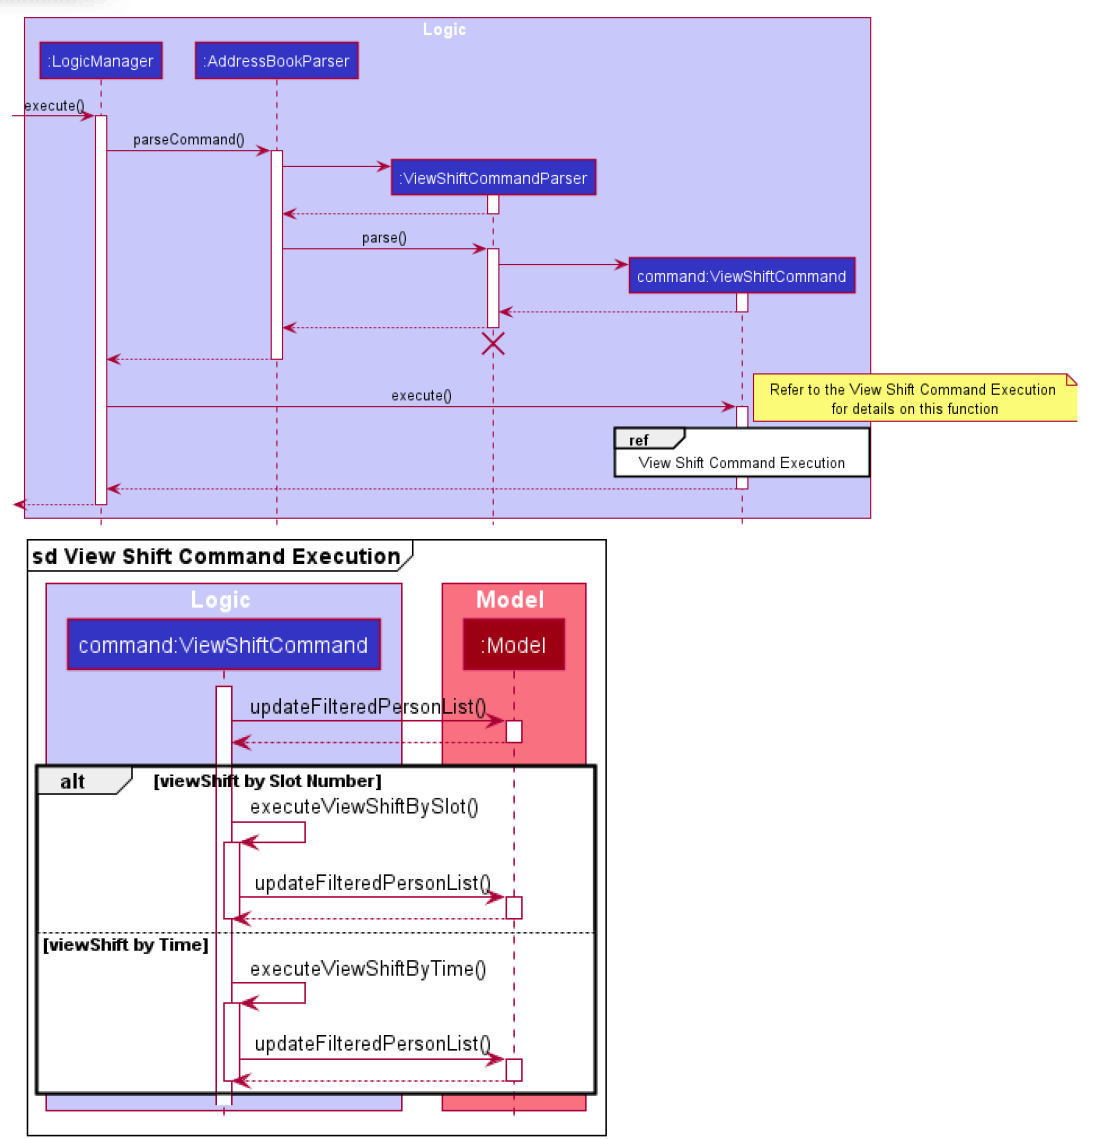 Logic
:LogicManager
:AddressBookParser
execute()
parseCommand()
:ViewShiftCommandParser
parse()
command:ViewShiftCommand
Refer to the View Shift Command Execution
for details on this function
execute()
ref
View Shift Command Execution
sd View Shift Command Execution
Logic
Model
command:ViewShiftCommand
:Model
updateFilteredPersonList()
alt
[viewShift by Slot Number]
executeViewShiftBySlot()
updateFilteredPersonList()
[viewShift by Time]
executeViewShiftByTime()
updateFilteredPersonList()